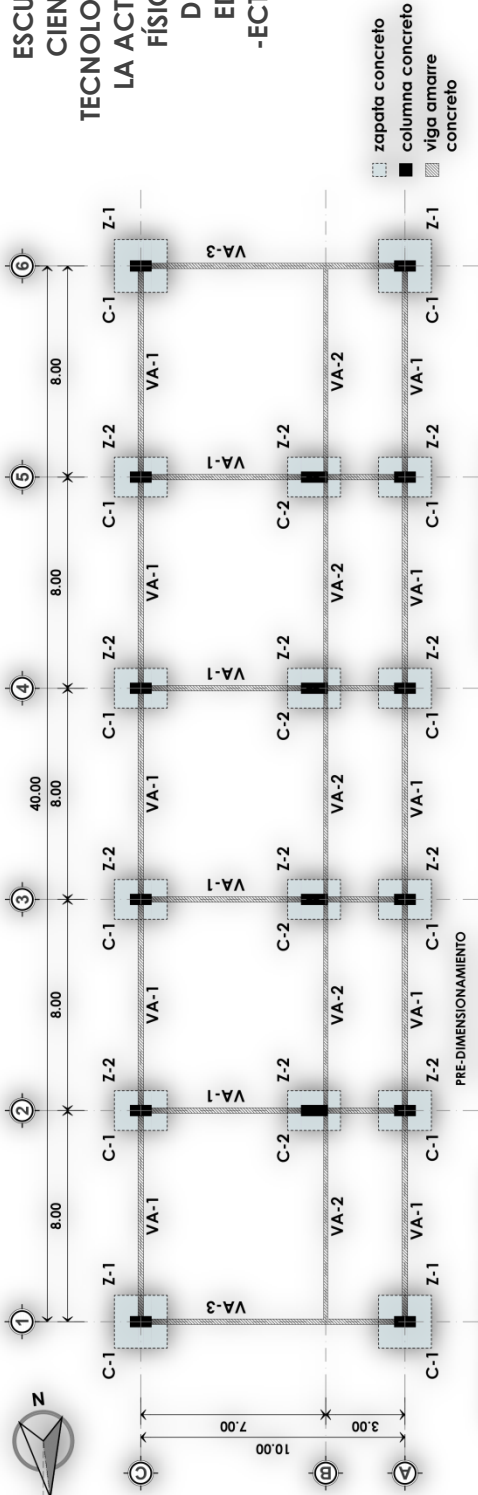 ESCU
CIEN
TECNOLO
LA ACT
FÍSIC
D
-ECT
N
1
2
3
4
5
6
40.00
8.00
8.00
8.00
8.00
8.00
Z-1
Z-2
Z-2
Z-2
Z-2
Z-1
C-1
C-1
C-1
C-1
C-1
C-1
C
VA-1
VA-1
VA-1
VA-1
VA-1
VA-3
VA-1
VA-1
VA-1
VA-1
VA-3
7.00
10.00
3.00
Z-2
Z-2
Z-2
Z-2
C-2
C-2
C-2
C-2
B
VA-2
VA-2
VA-2
VA-2
VA-2
Z-1
Z-2
Z-2
Z-2
Z-2
Z-1
A
VA-1
VA-1
VA-1
VA-1
VA-1
C-1
C-1
C-1
C-1
C-1
C-1
PRE-DIMENSIONAMIENTO
zapata concreto
columna concreto
viga amarre
concreto